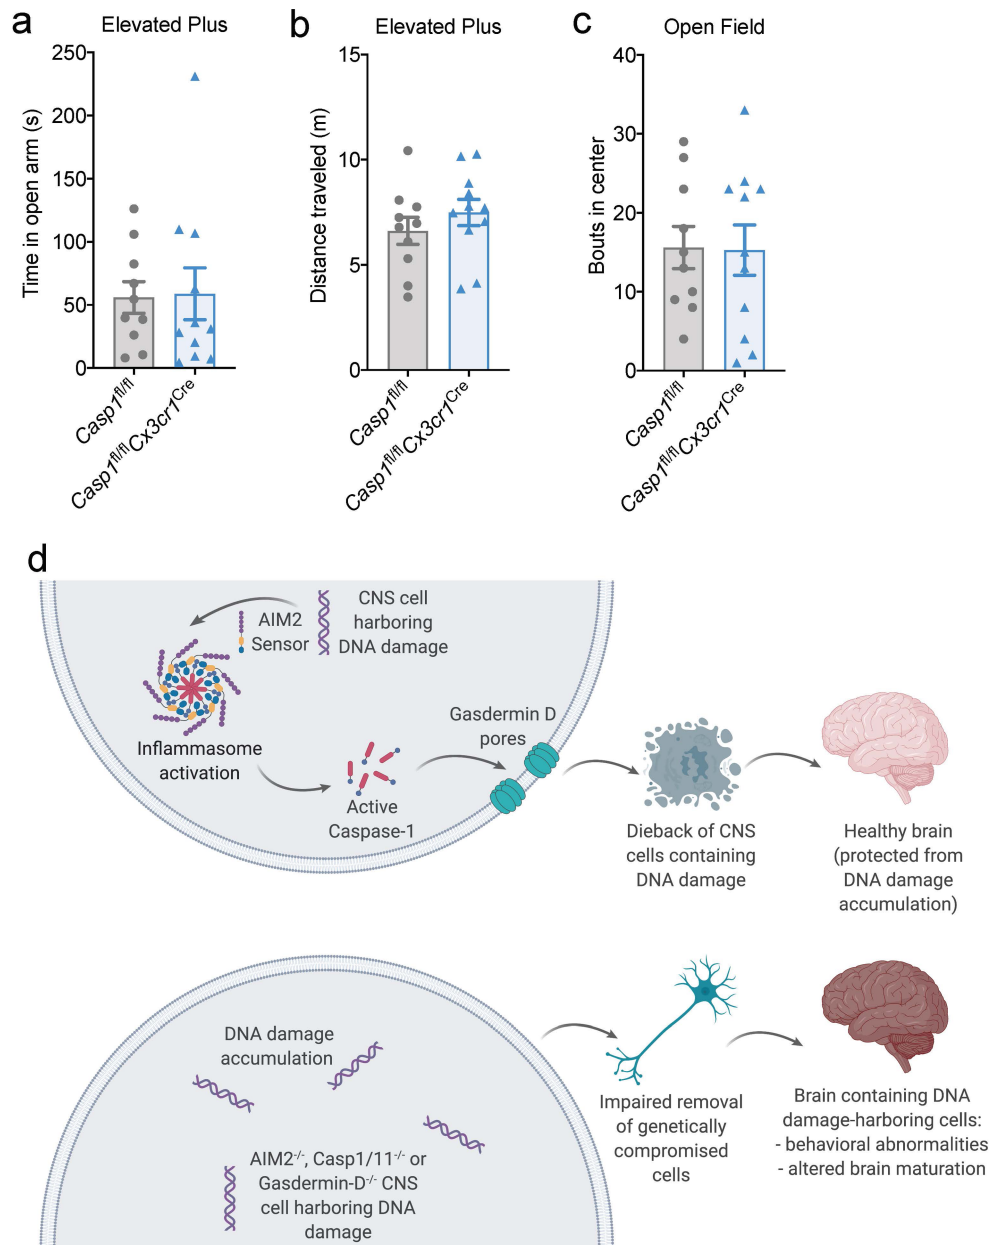 a
Elevated Plus
Time in open arm (s)
250
200
150
100
50
0
Casp1fl/fl
Casp1fl/flCx3cr1Cre
b
Elevated Plus
Distance traveled (m)
15
10
5
0
Casp1fl/fl
Casp1fl/flCx3cr1Cre
c
Open Field
Bouts in center
40
30
20
10
0
Casp1fl/fl
Casp1fl/flCx3cr1Cre
d
AIM2
Sensor
CNS cell
harboring
DNA damage
Inflammasome
activation
Active
Caspase-1
Gasdermin D
pores
Dieback of CNS
cells containing
DNA damage
Healthy brain
(protected from
DNA damage
accumulation)
DNA damage
accumulation
AIM2-/-, Casp1/11-/- or
Gasdermin-D-/- CNS
cell harboring DNA
damage
Impaired removal
of genetically
compromised
cells
Brain containing DNA
damage-harboring cells:
- behavioral abnormalities
- altered brain maturation